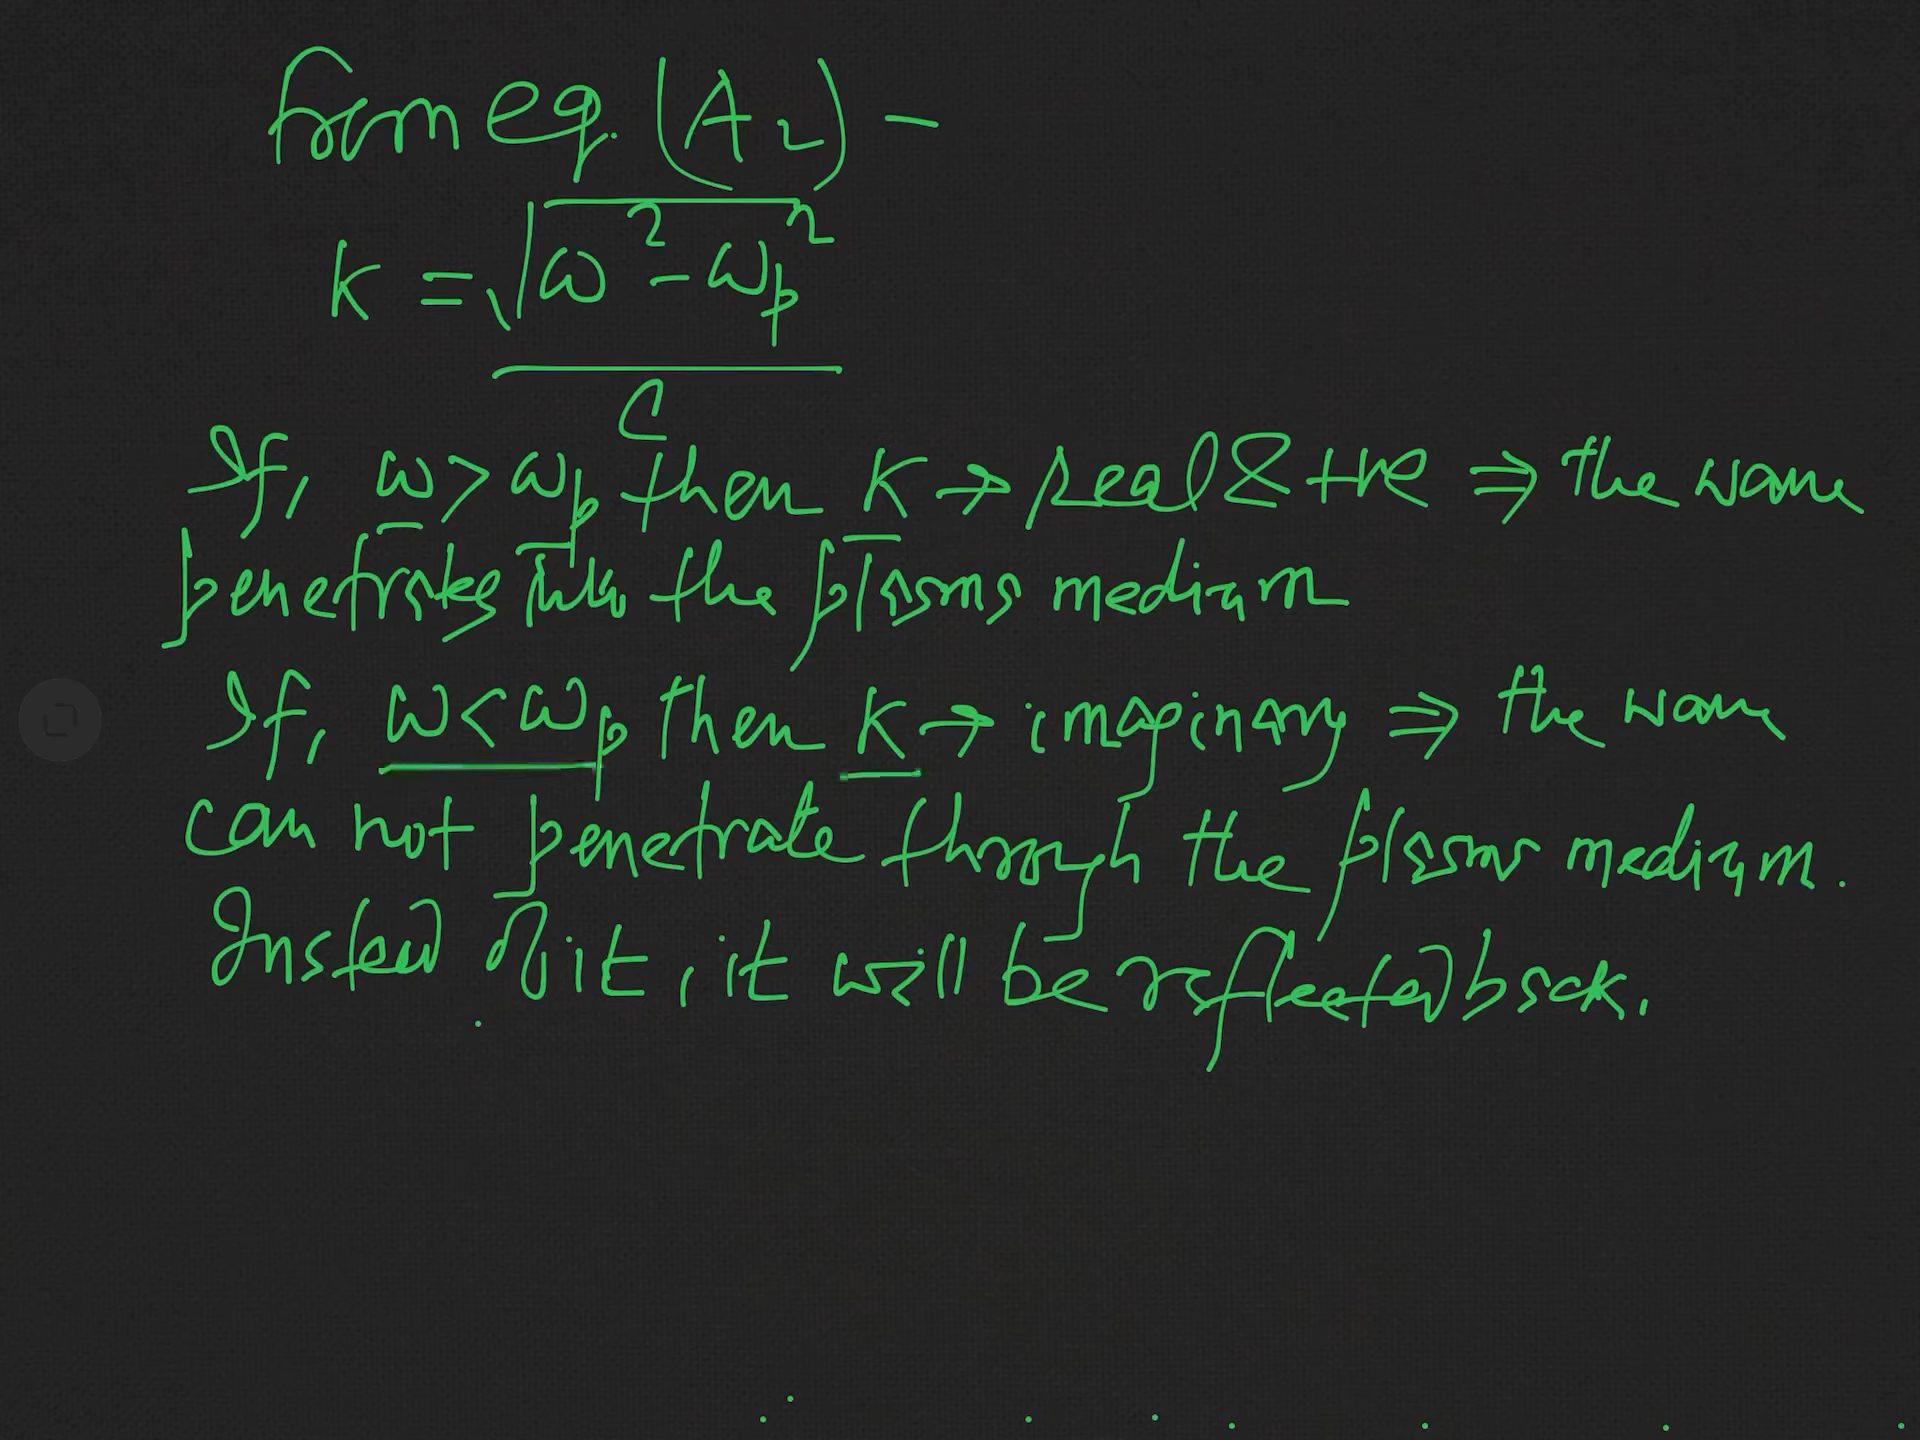 from eq. (A2) -
k = √ω² - ωp²
C
If, ω > ωp then k → real & +ve ⇒ the wave
penetrates into the plasma medium
If, ω < ωp then k → imaginary ⇒ the wave
can not penetrate through the plasma medium.
Instead of it, it will be reflected back.